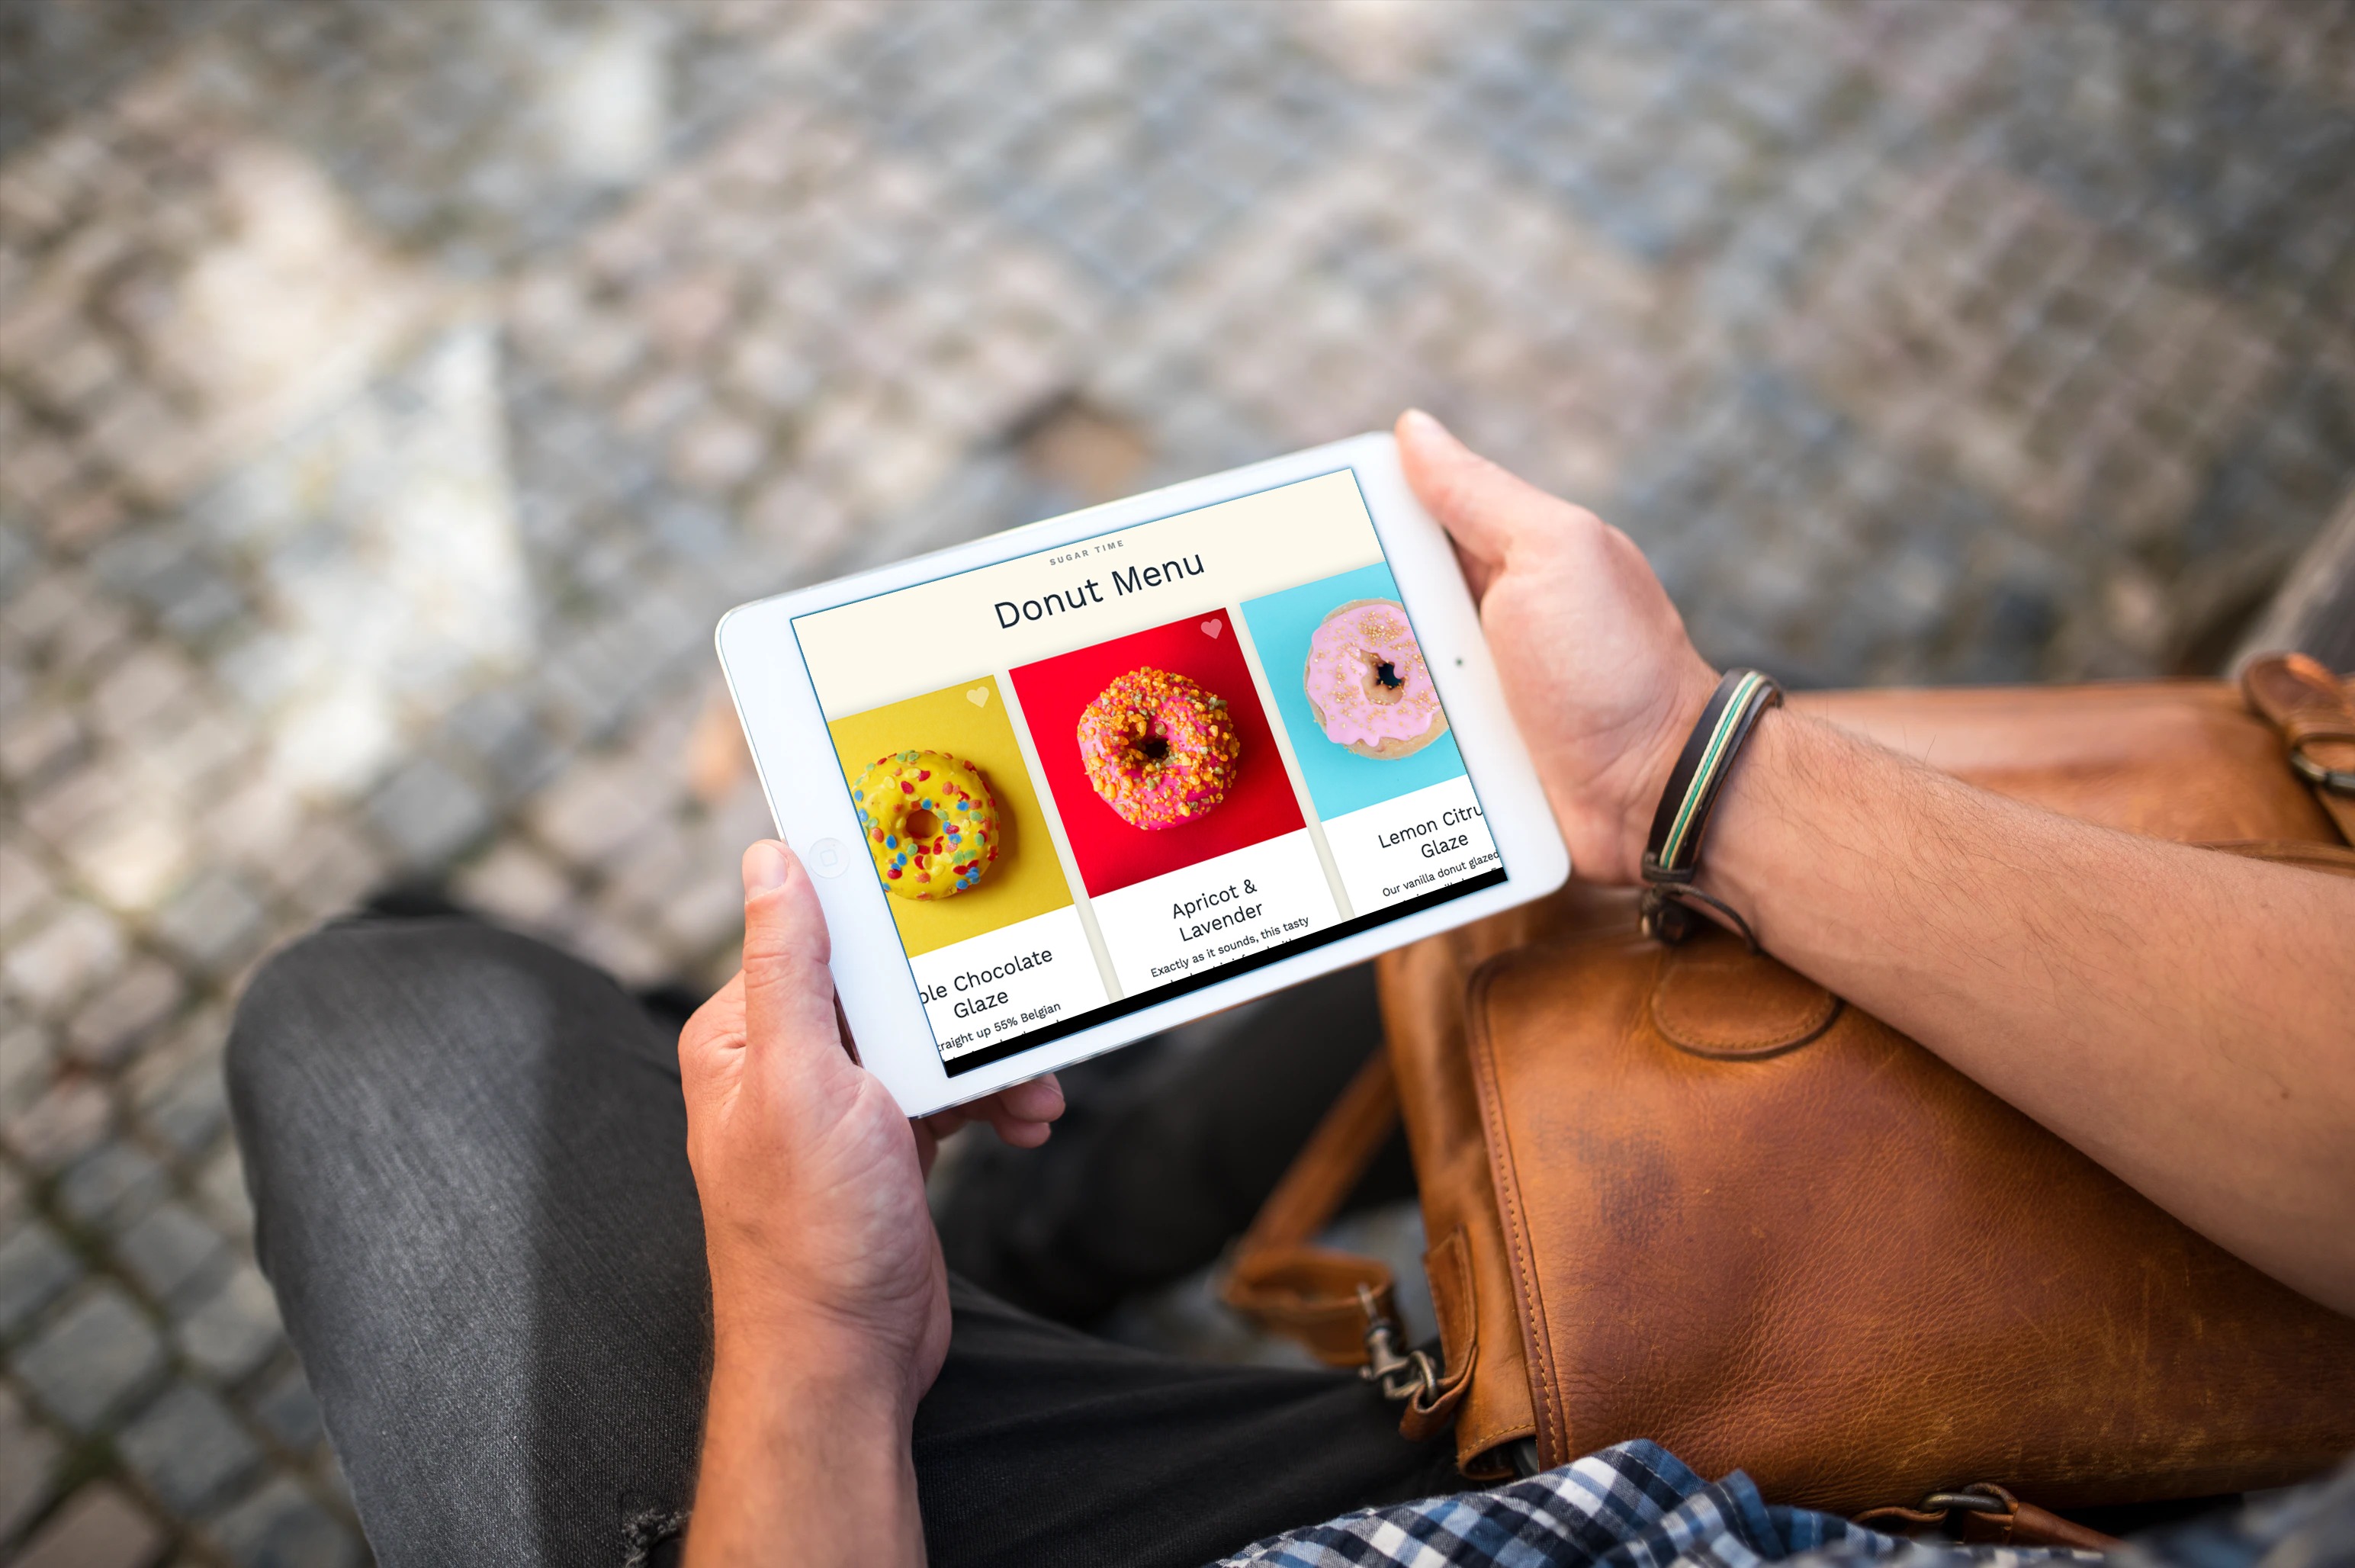 SUGAR TIME
Donut Menu
ole Chocolate
Glaze
traight up 55% Belgian
Apricot &
Lavender
Exactly as it sounds, this tasty
Lemon Citru
Glaze
Our vanilla donut glazed